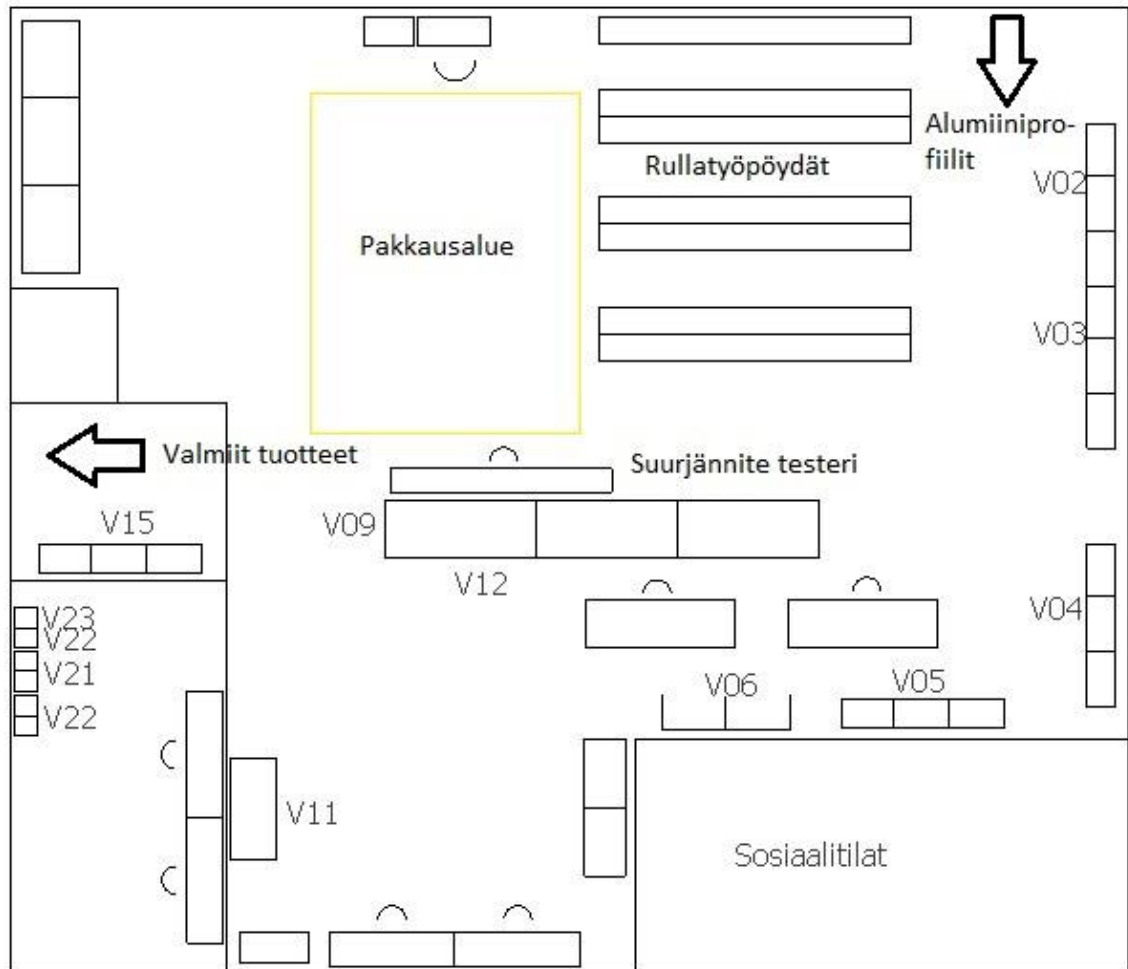 Alumiinipro-
fiilit
Rullatyöpöydät
V02
Pakkausalue
V03
Valmiit tuotteet
Suurjännite testeri
V15
V09
V12
V23
V22
V21
V22
V04
V06
V05
V11
Sosiaalitilat